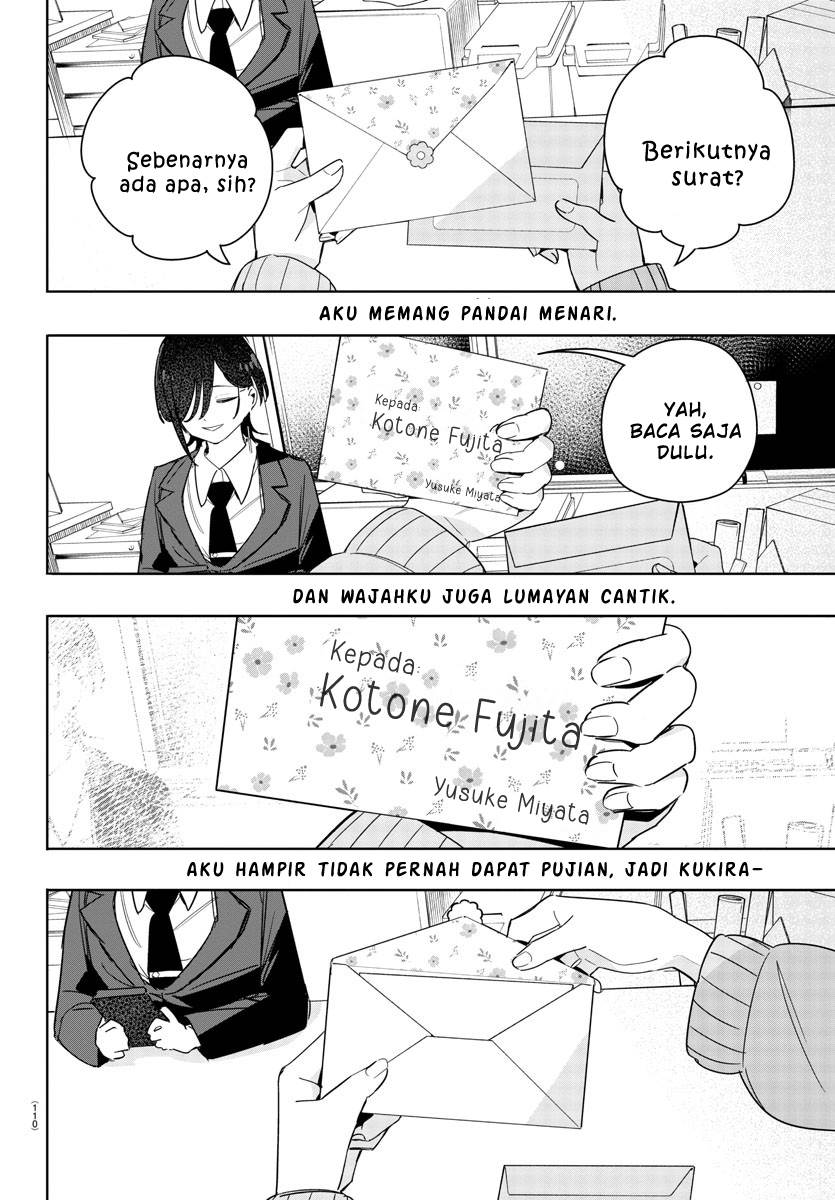 Berikutnya
surat?
Sebenarnya
ada apa, sih?
AKU MEMANG PANDAI MENARI.
YAH,
BACA SAJA
DULU.
Kepada:
Kotone Fujita
Yusuke Miyata
DAN WAJAHKU JUGA LUMAYAN CANTIK.
Kepada:
Kotone Fujita
Yusuke Miyata
AKU HAMPIR TIDAK PERNAH DAPAT PUJIAN, JADI KUKIRA-
(110)